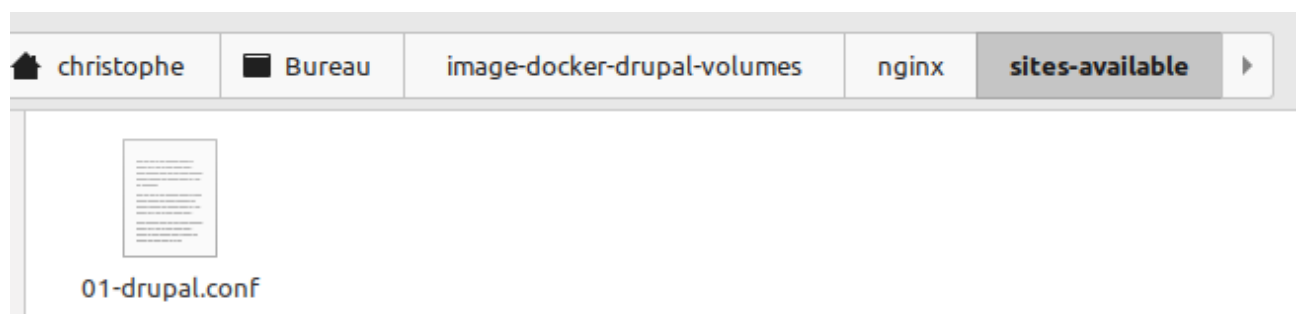 christophe Bureau image-docker-drupal-volumes nginx sites-available
01-drupal.conf